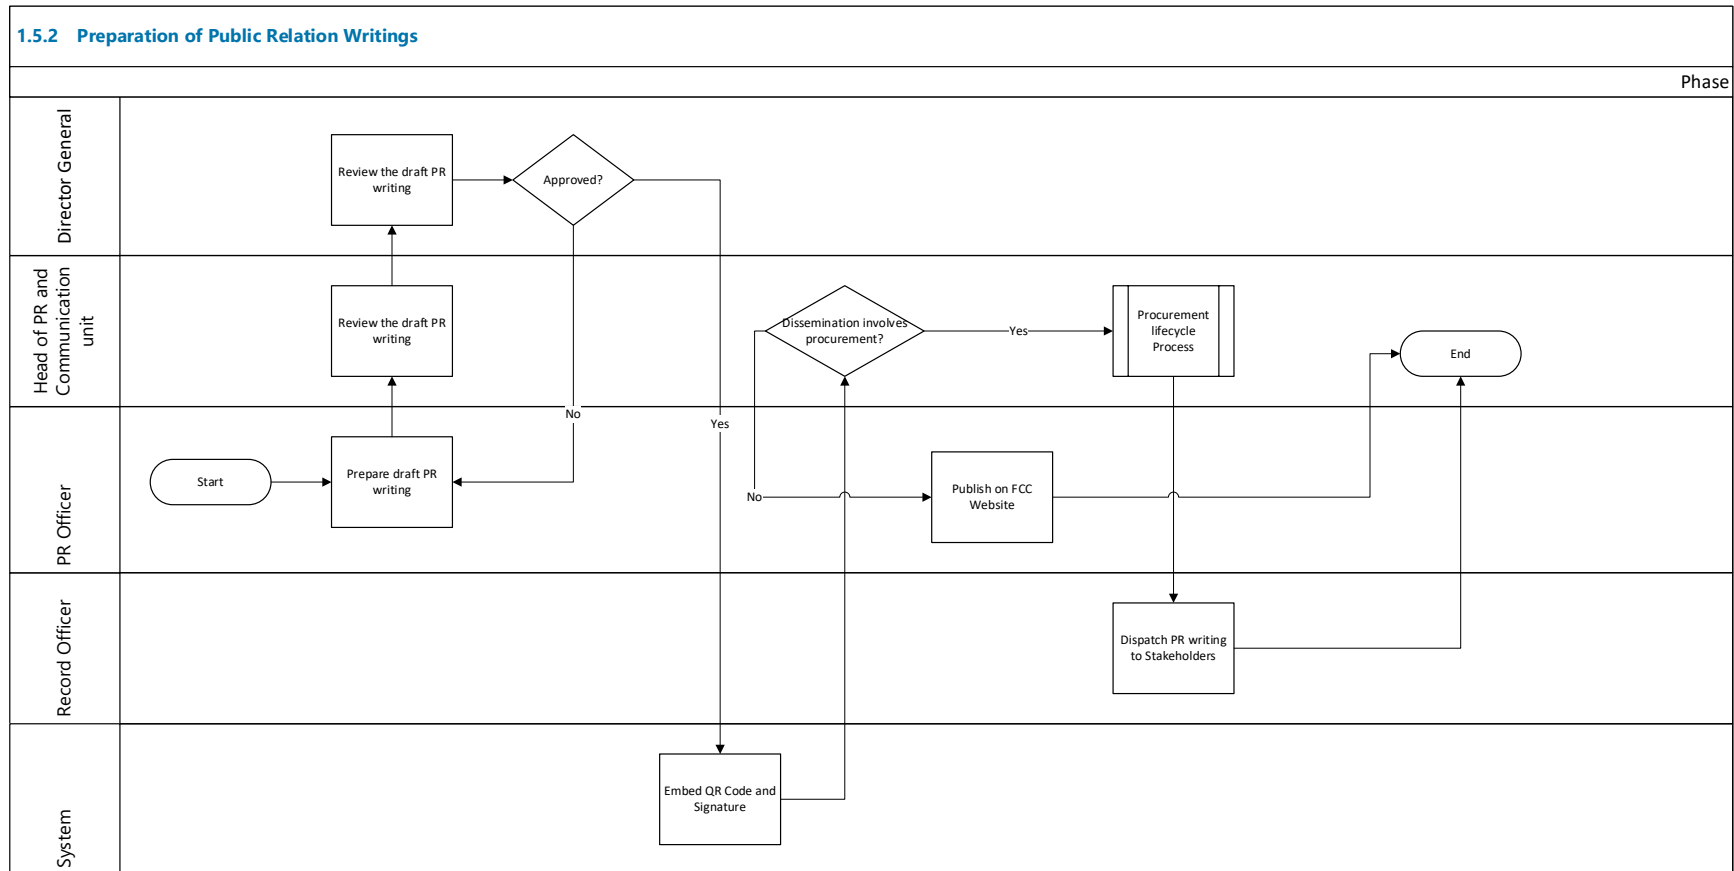 1.5.2 Preparation of Public Relation Writings
Phase
Director General
Review the draft PR
writing
Approved?
Head of PR and
Communication
unit
Review the draft PR
writing
Dissemination involves
procurement?
Yes
Procurement
lifecycle
Process
End
No
Yes
PR Officer
Start
Prepare draft PR
writing
No
Publish on FCC
Website
Record Officer
Dispatch PR writing
to Stakeholders
System
Embed QR Code and
Signature